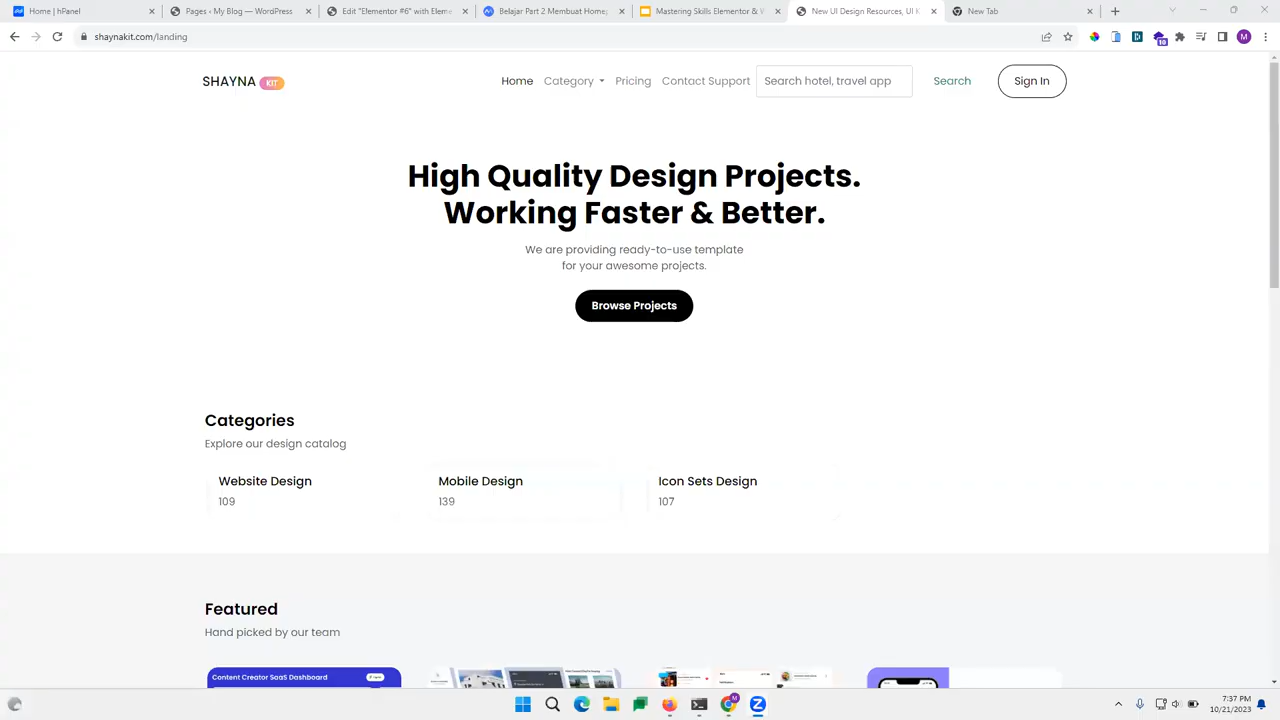 Home | hPanel
Pages ‹ My Blog — WordPress
Edit "Elementor #6" with Eleme
Belajar Part 2 Membuat Home;
Mastering Skills Elementor & W
New UI Design Resources, UI K
New Tab
shaynakit.com/landing
10
M
SHAYNA KIT
Home
Category
Pricing
Contact Support
Search hotel, travel app
Search
Sign In
High Quality Design Projects.
Working Faster & Better.
We are providing ready-to-use template
for your awesome projects.
Browse Projects
Categories
Explore our design catalog
Website Design
109
Mobile Design
139
Icon Sets Design
107
Featured
Hand picked by our team
Content Creator SaaS Dashboard
1:37 PM
10/21/2023